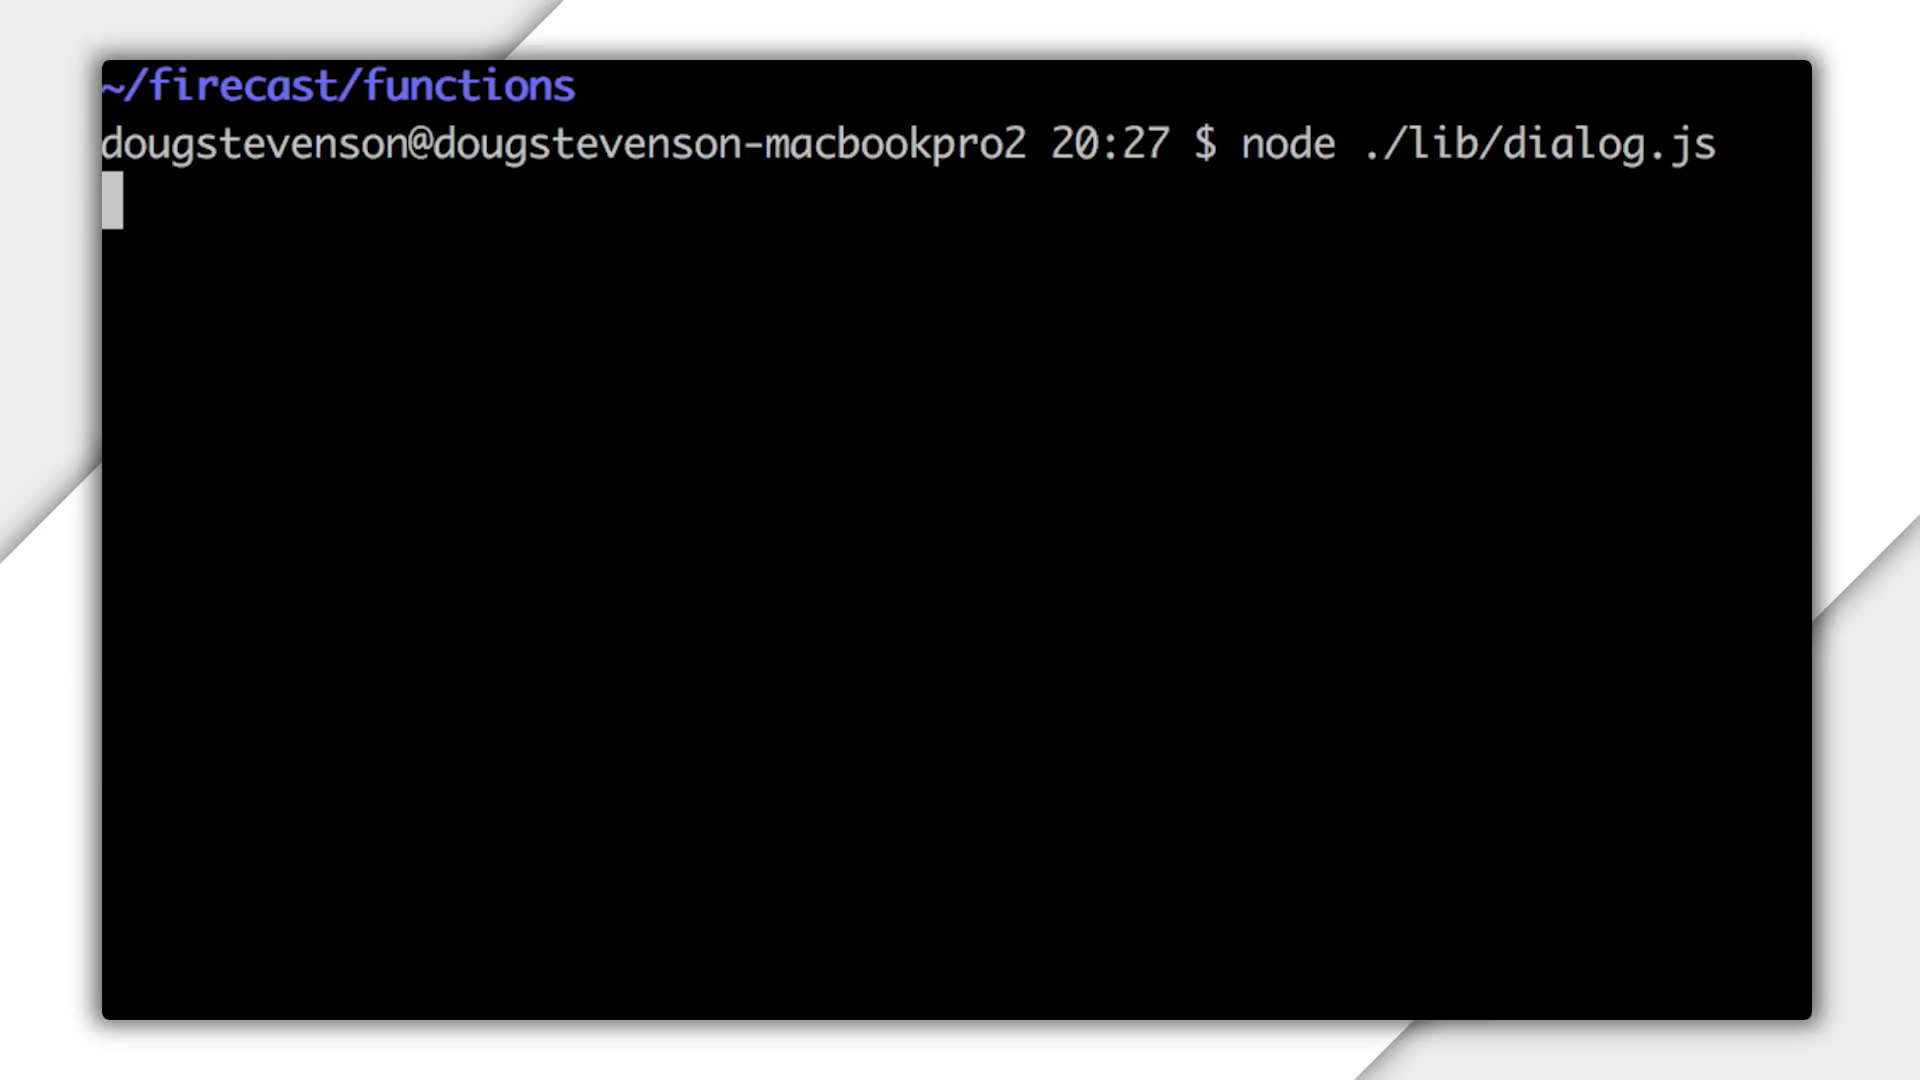 ~/firecast/functions
dougstevenson@dougstevenson-macbookpro2 20:27 $ node ./lib/dialog.js